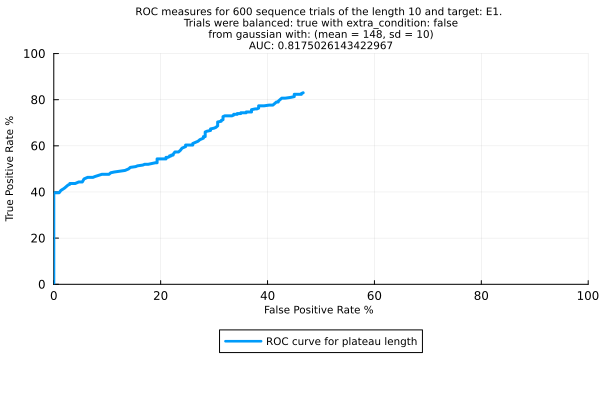 ROC measures for 600 sequence trials of the length 10 and target: E1.
Trials were balanced: true with extra_condition: false
from gaussian with: (mean = 148, sd = 10)
AUC: 0.8175026143422967
100
80
60
40
20
0
True Positive Rate %
0 20 40 60 80 100
False Positive Rate %
ROC curve for plateau length